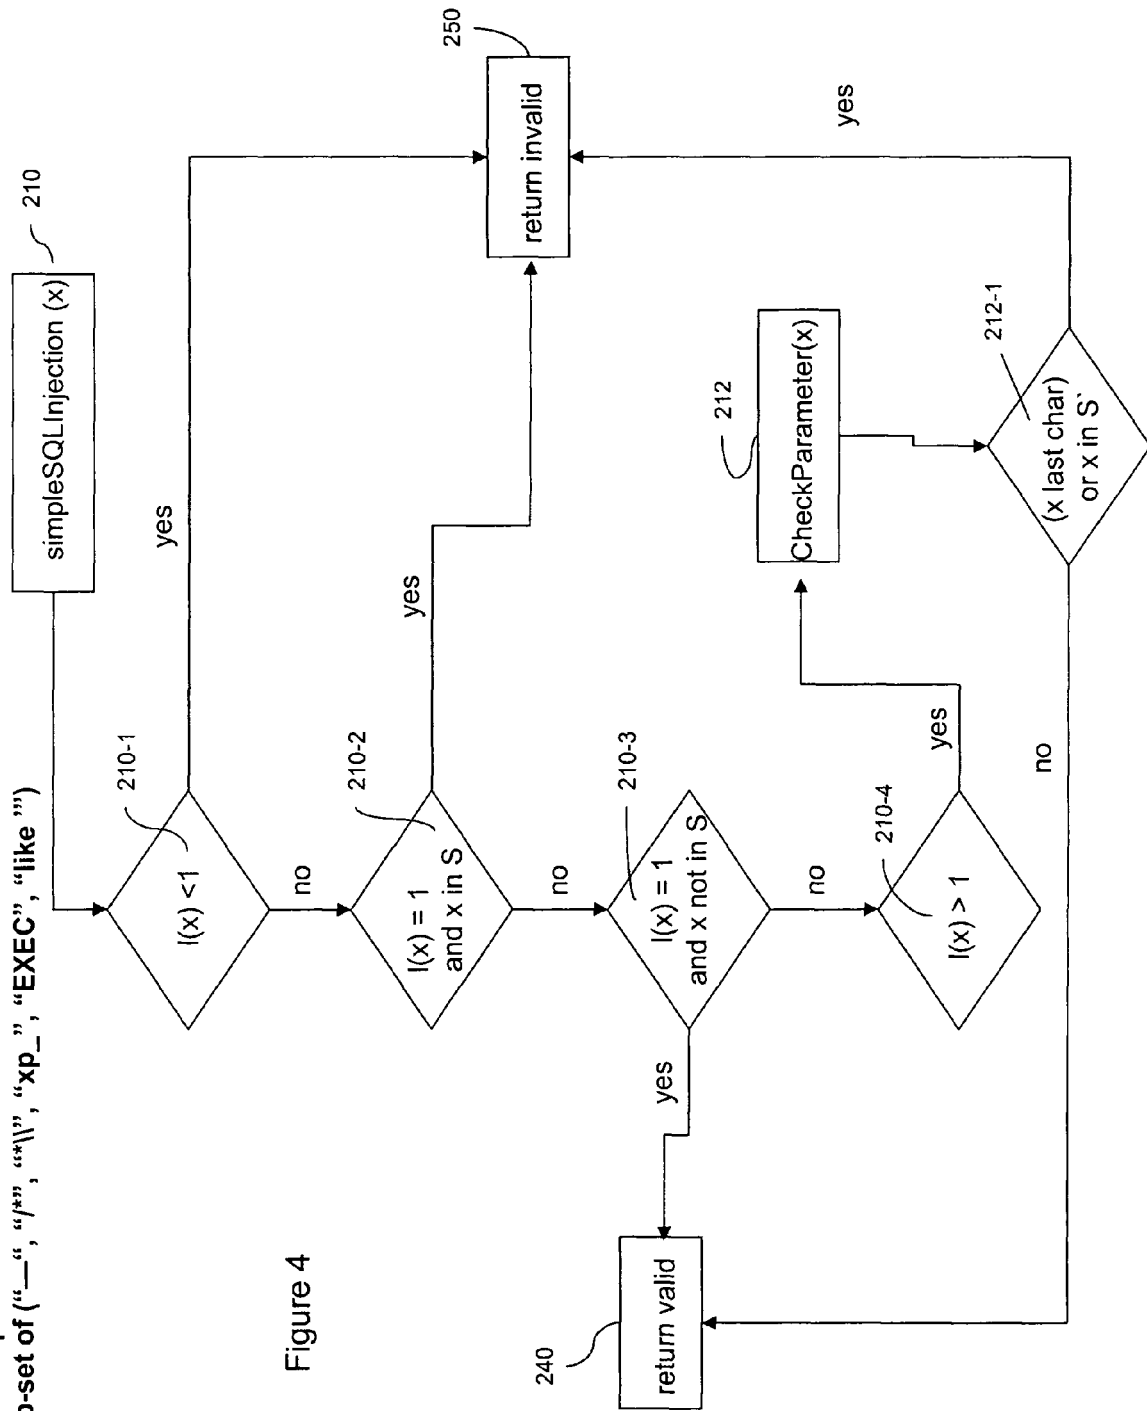 -set of ("—", "/*", "*\\", "xp_", "EXEC", "like '")
simpleSQLInjection (x)
210
l(x) <1
210-1
yes
no
l(x) = 1
and x in S
210-2
yes
no
l(x) = 1
and x not in S
210-3
yes
no
l(x) > 1
210-4
yes
CheckParameter(x)
212
(x last char)
or x in S`
212-1
yes
no
return invalid
250
return valid
240
Figure 4